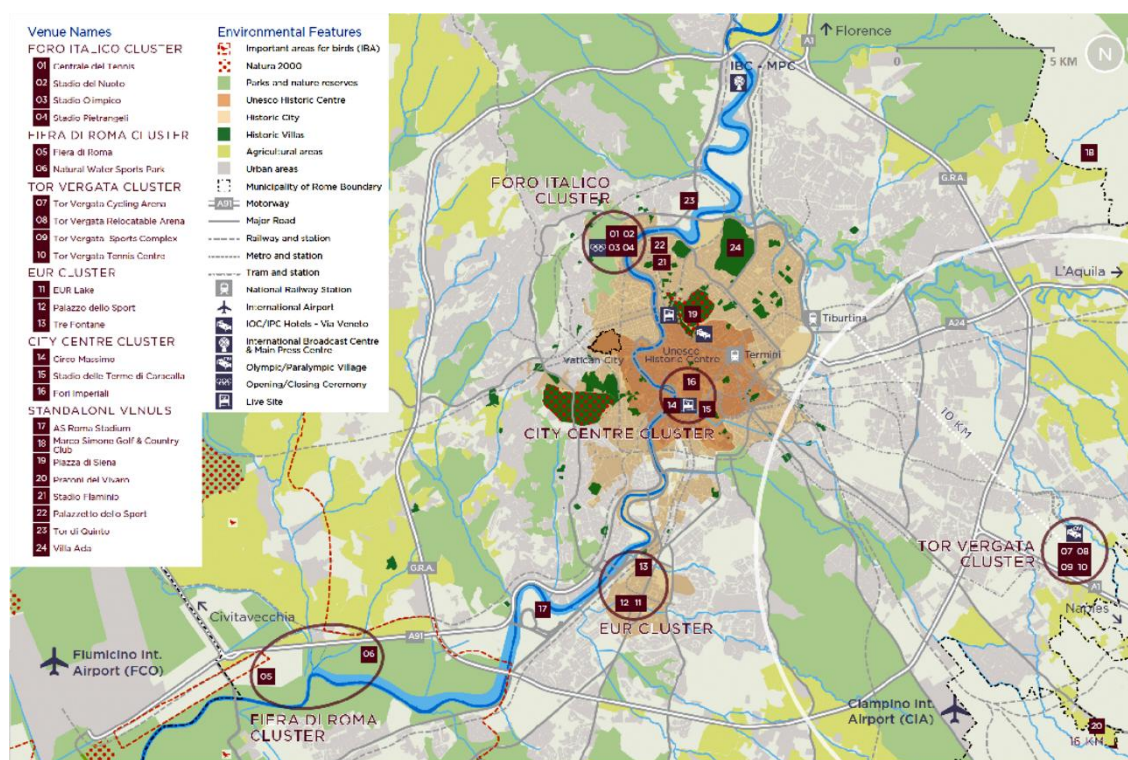 Venue Names
FORO ITALICO CLUSTER
01 Centrale del Tennis
02 Stadio del Nuoto
03 Stadio Olimpico
04 Stadio Pietrangeli
FIERA DI ROMA CLUSTER
05 Fiera di Roma
06 Natural Water Sports Park
TOR VERGATA CLUSTER
07 Tor Vergata Cycling Arena
08 Tor Vergata Relocatable Arena
09 Tor Vergata Sports Complex
10 Tor Vergata Tennis Centre
EUR CLUSTER
11 EUR Lake
12 Palazzo dello Sport
13 Tre Fontane
CITY CENTRE CLUSTER
14 Circo Massimo
15 Stadio delle Terme di Caracalla
16 Fori Imperiali
STANDALONE VENUES
17 AS Roma Stadium
18 Marco Simone Golf & Country
Club
19 Piazza di Siena
20 Pratoni del Vivaro
21 Stadio Flaminio
22 Palazzetto dello Sport
23 Tor di Quinto
24 Villa Ada
Environmental Features
Important areas for birds (IBA)
Natura 2000
Parks and nature reserves
Unesco Historic Centre
Historic City
Historic Villas
Agricultural areas
Urban areas
Municipality of Rome Boundary
A91 Motorway
Major Road
Railway and station
Metro and station
Tram and station
National Railway Station
International Airport
IOC/IPC Hotels - Via Veneto
International Broadcast Centre
& Main Press Centre
Olympic/Paralympic Village
Opening/Closing Ceremony
Live Site
Florence
A1
0
5 KM
N
IBC - MPC
18
G.R.A.
FORO ITALICO
CLUSTER
23
01 02
03 04
22
21
24
L'Aquila
19
Tiburtina
A24
Vatican City
Unesco
Historic Centre
Termini
16
14
15
CITY CENTRE CLUSTER
10 KM
TOR VERGATA
CLUSTER
07 08
09 10
A1
Naples
13
12 11
EUR CLUSTER
G.R.A.
17
Civitavecchia
A91
Fiumicino Int.
Airport (FCO)
05
06
FIERA DI ROMA
CLUSTER
Ciampino Int.
Airport (CIA)
20
16 KM